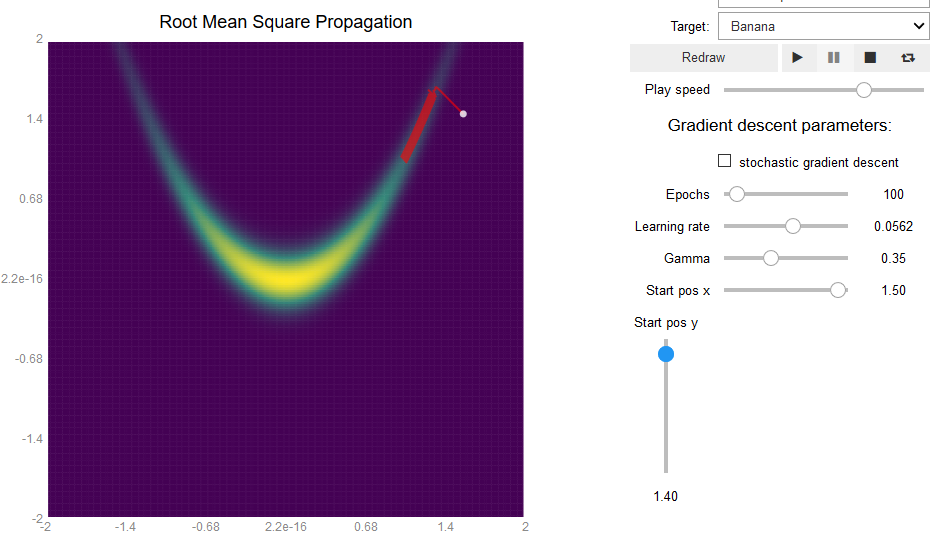 Root Mean Square Propagation
2
1.4
0.68
2.2e-16
-0.68
-1.4
-2
-2 -1.4 -0.68 2.2e-16 0.68 1.4 2
Target: Banana
Redraw
Play speed
Gradient descent parameters:
stochastic gradient descent
Epochs 100
Learning rate 0.0562
Gamma 0.35
Start pos x 1.50
Start pos y
1.40